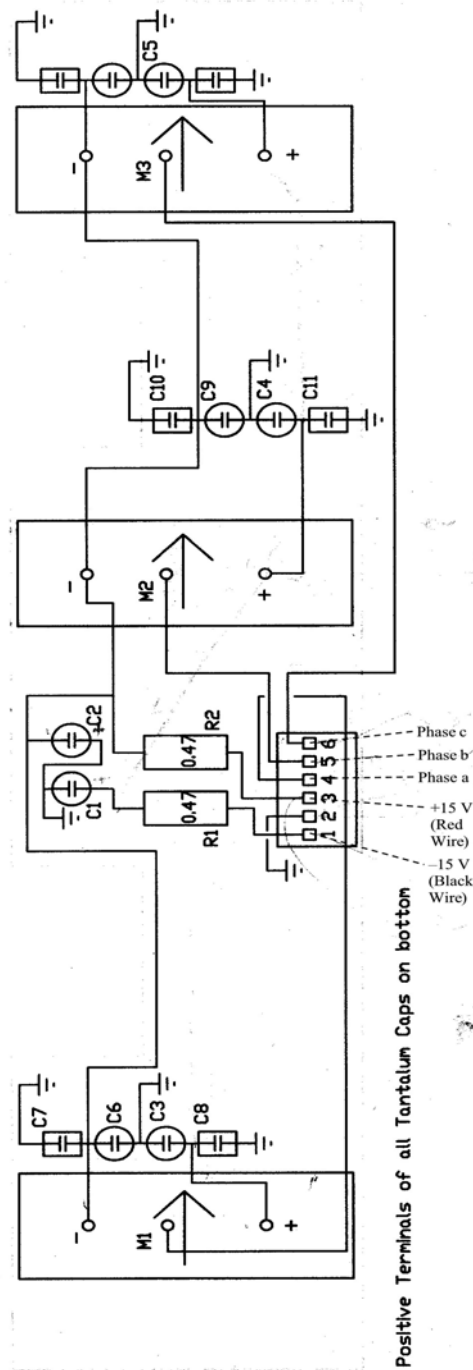 C5
-
M3
+
C10
C9
C4
C11
-
M2
+
C2
+
C1
0.47
R2
0.47
R1
6
5
4
3
2
1
Phase c
Phase b
Phase a
+15 V
(Red
Wire)
–15 V
(Black
Wire)
C7
C6
C3
C8
-
M1
+
Positive Terminals of all Tantalum Caps on bottom